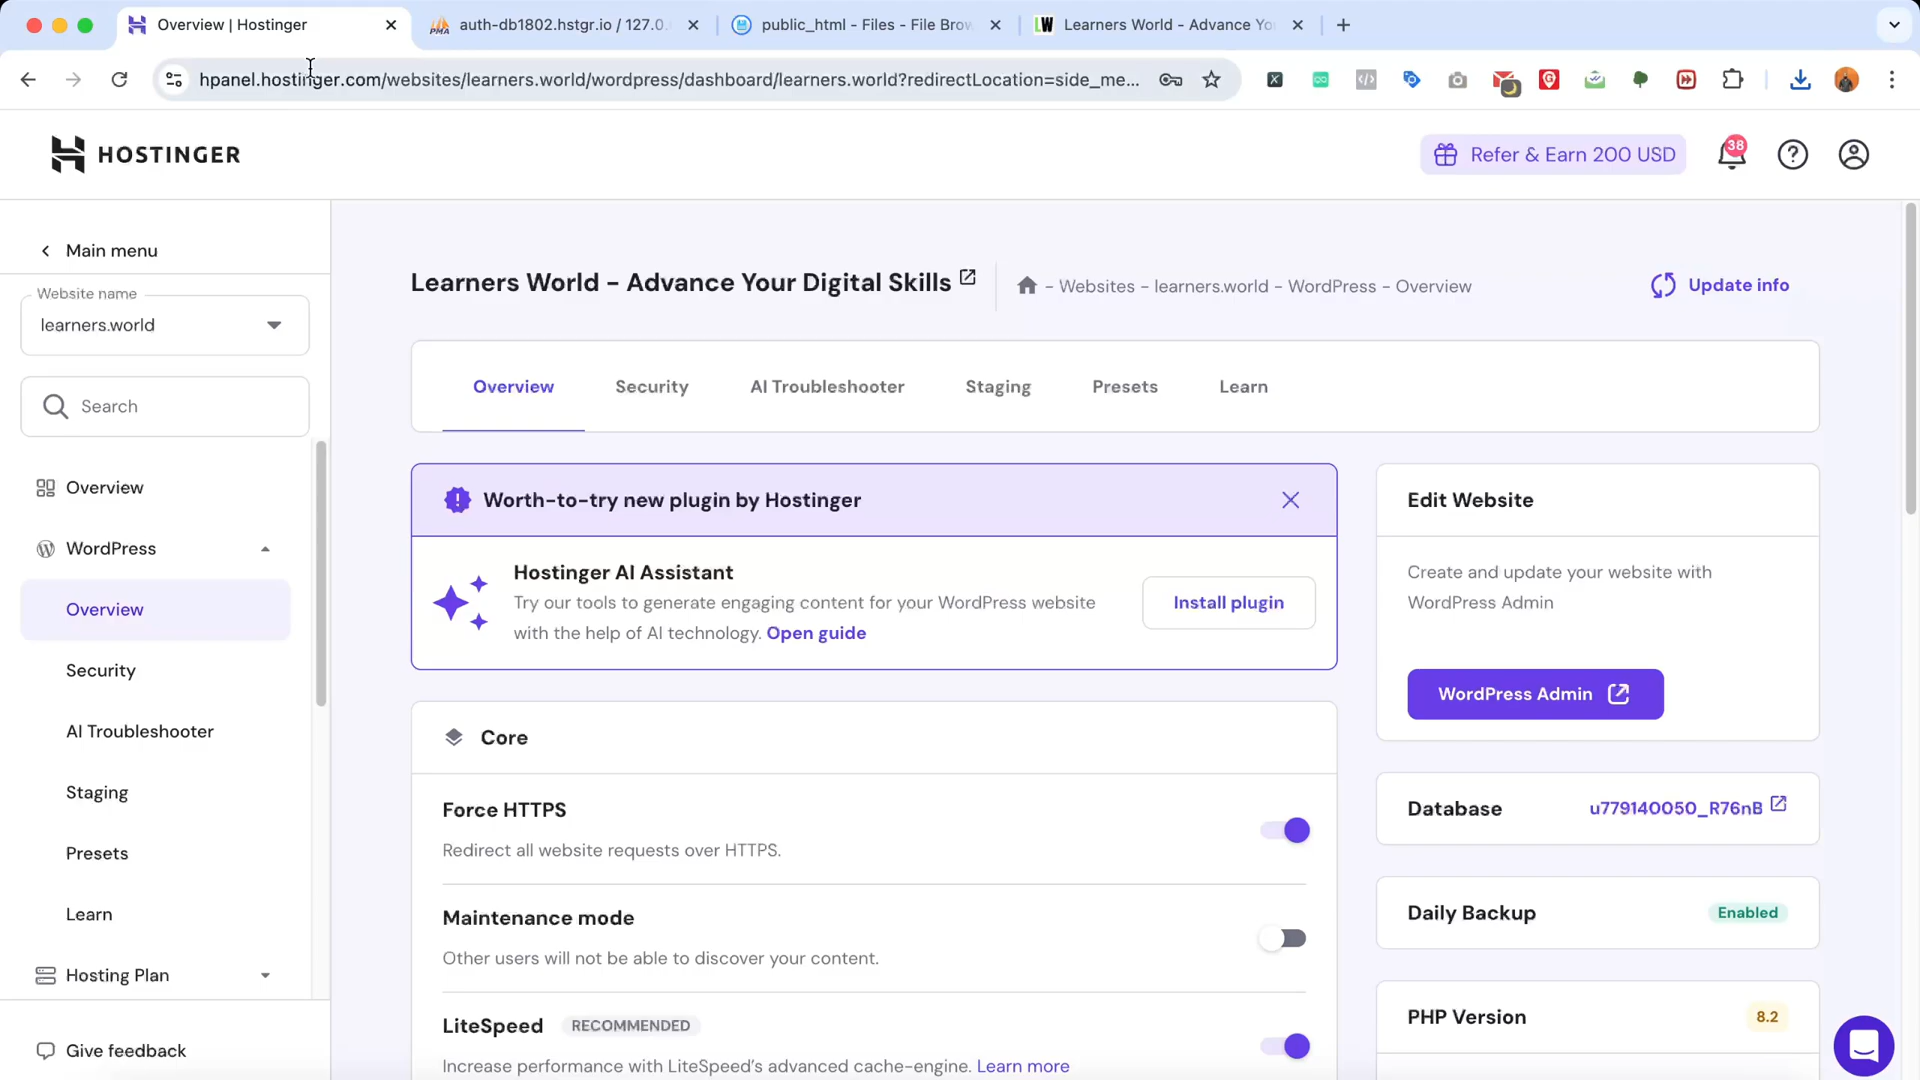 Overview | Hostinger
auth-db1802.hstgr.io / 127.0.
public_html - Files - File Brow
Learners World - Advance Yo
hpanel.hostinger.com/websites/learners.world/wordpress/dashboard/learners.world?redirectLocation=side_me...
HOSTINGER
Refer & Earn 200 USD
38
Main menu
Website name
learners.world
Search
Overview
WordPress
Overview
Security
AI Troubleshooter
Staging
Presets
Learn
Hosting Plan
Give feedback
Learners World - Advance Your Digital Skills
- Websites - learners.world - WordPress - Overview
Update info
Overview
Security
AI Troubleshooter
Staging
Presets
Learn
Worth-to-try new plugin by Hostinger
Hostinger AI Assistant
Try our tools to generate engaging content for your WordPress website
with the help of AI technology. Open guide
Install plugin
Core
Force HTTPS
Redirect all website requests over HTTPS.
Maintenance mode
Other users will not be able to discover your content.
LiteSpeed RECOMMENDED
Increase performance with LiteSpeed's advanced cache-engine. Learn more
Edit Website
Create and update your website with
WordPress Admin
WordPress Admin
Database u779140050_R76nB
Daily Backup Enabled
PHP Version 8.2